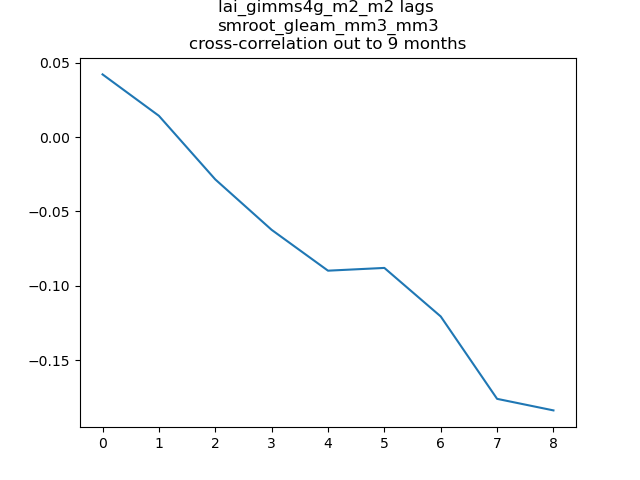 lai_gimms4g_m2_m2 lags
smroot_gleam_mm3_mm3
cross-correlation out to 9 months
0.05
0.00
−0.05
−0.10
−0.15
0 1 2 3 4 5 6 7 8